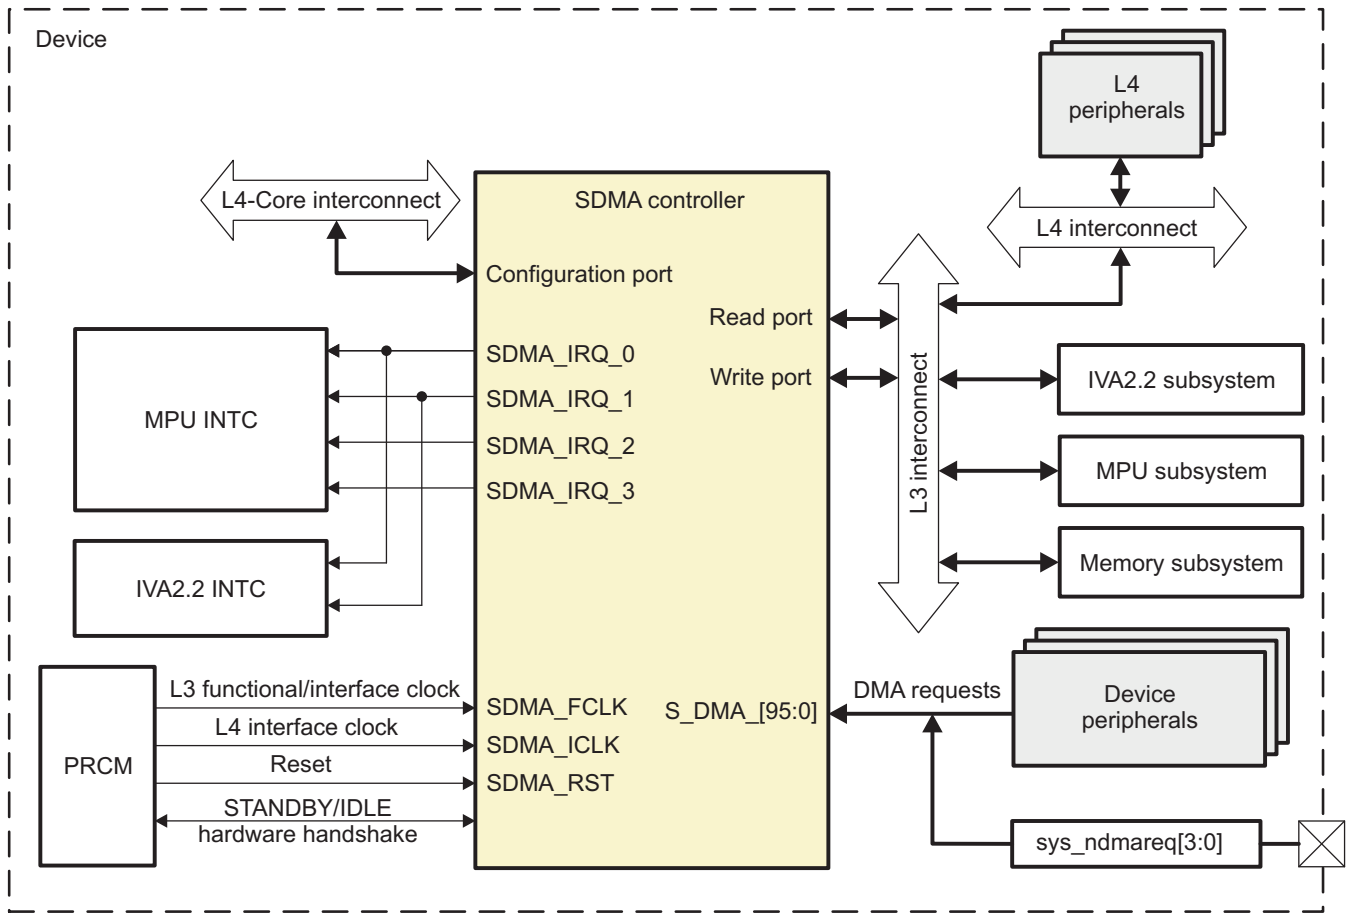 Device
L4
peripherals
L4-Core interconnect
SDMA controller
L4 interconnect
Configuration port
Read port
Write port
L3 interconnect
SDMA_IRQ_0
SDMA_IRQ_1
SDMA_IRQ_2
SDMA_IRQ_3
MPU INTC
IVA2.2 subsystem
MPU subsystem
Memory subsystem
IVA2.2 INTC
PRCM
L3 functional/interface clock
L4 interface clock
Reset
STANDBY/IDLE
hardware handshake
SDMA_FCLK
SDMA_ICLK
SDMA_RST
S_DMA_[95:0]
DMA requests
Device
peripherals
sys_ndmareq[3:0]